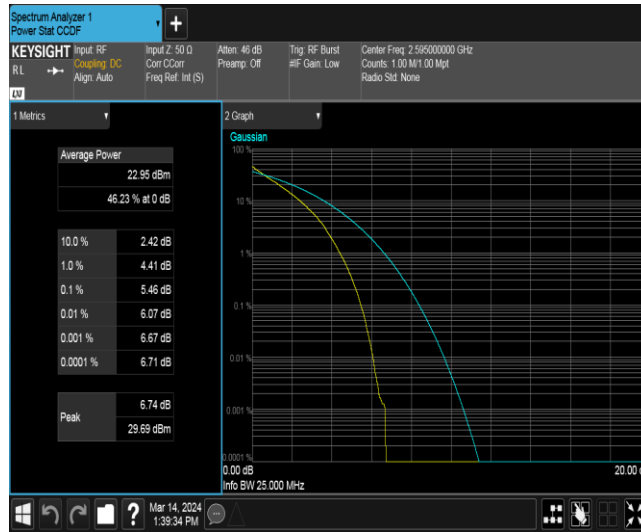 Spectrum Analyzer 1
Power Stat CCDF
+
KEYSIGHT
RL
LXI
Input: RF
Coupling: DC
Align: Auto
Input Z: 50 Ω
Corr CCorr
Freq Ref: Int (S)
Atten: 46 dB
Preamp: Off
Trig: RF Burst
#IF Gain: Low
Center Freq: 2.595000000 GHz
Counts: 1.00 M/1.00 Mpt
Radio Std: None
1 Metrics
Average Power
22.95 dBm
46.23 % at 0 dB
10.0 % 2.42 dB
1.0 % 4.41 dB
0.1 % 5.46 dB
0.01 % 6.07 dB
0.001 % 6.67 dB
0.0001 % 6.71 dB
Peak 6.74 dB
29.69 dBm
2 Graph
Gaussian
100 %
10 %
1 %
0.1 %
0.01 %
0.001 %
0.0001 %
0.00 dB 20.00
Info BW 25.000 MHz
?
Mar 14, 2024
1:39:34 PM